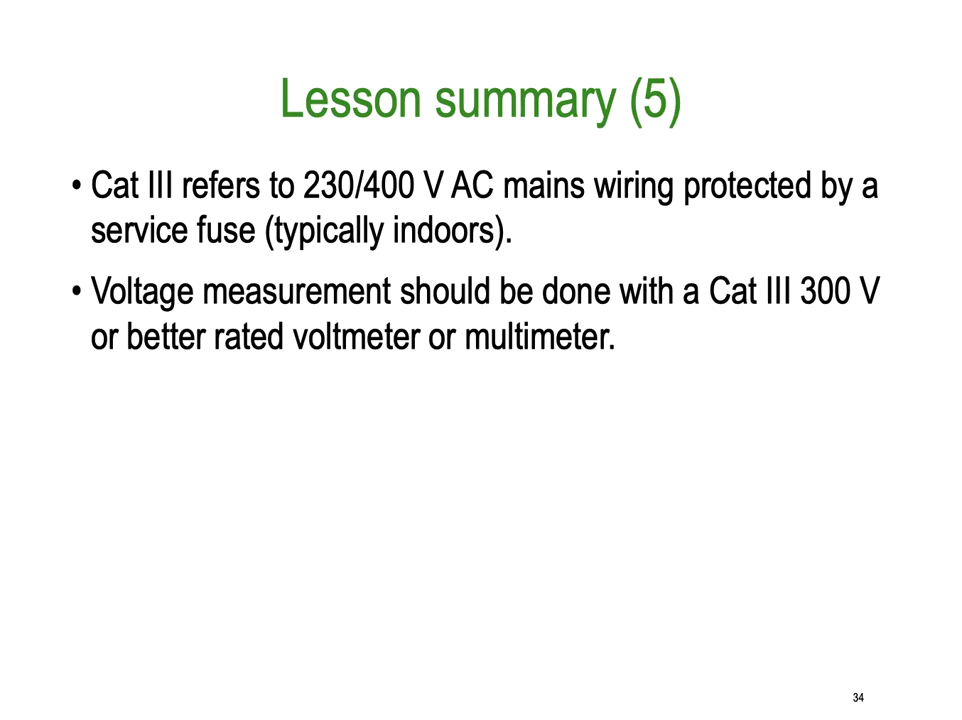 Lesson summary (5)
• Cat III refers to 230/400 V AC mains wiring protected by a
service fuse (typically indoors).
• Voltage measurement should be done with a Cat III 300 V
or better rated voltmeter or multimeter.
34